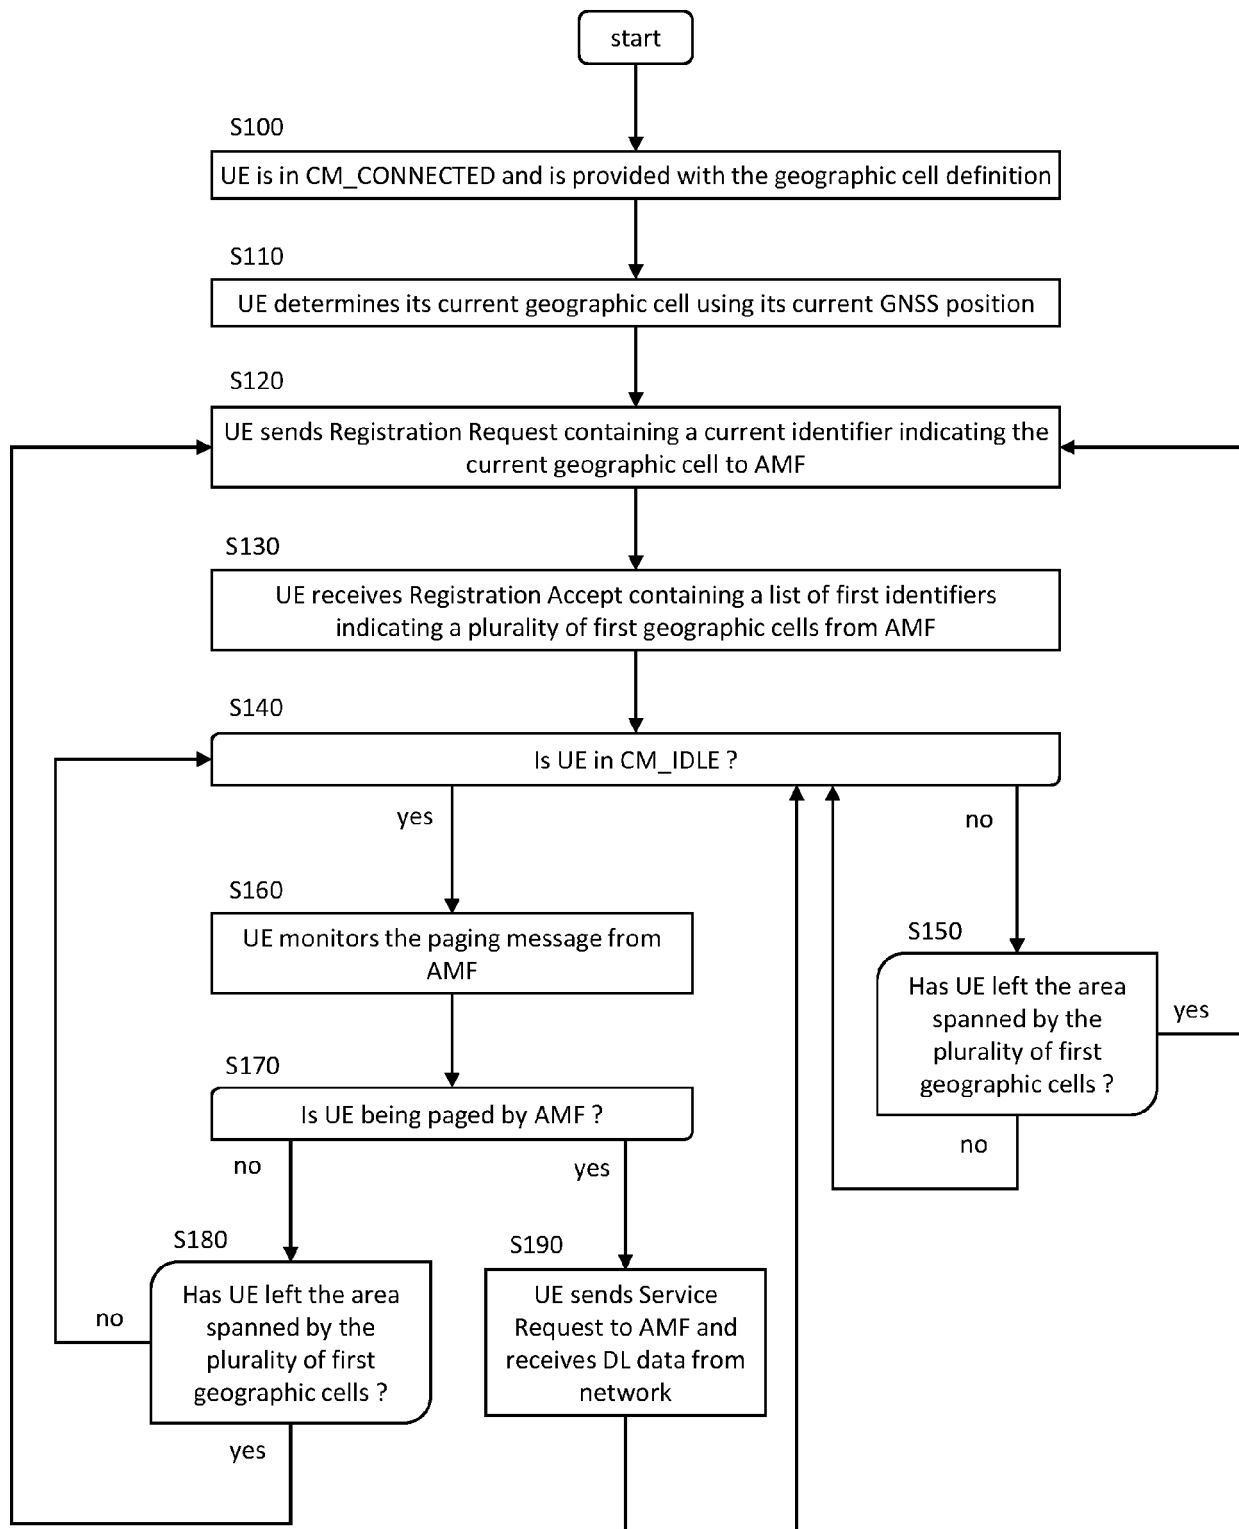 start
S100
UE is in CM_CONNECTED and is provided with the geographic cell definition
S110
UE determines its current geographic cell using its current GNSS position
S120
UE sends Registration Request containing a current identifier indicating the
current geographic cell to AMF
S130
UE receives Registration Accept containing a list of first identifiers
indicating a plurality of first geographic cells from AMF
S140
Is UE in CM_IDLE ?
yes
no
S160
UE monitors the paging message from
AMF
S150
Has UE left the area
spanned by the
plurality of first
geographic cells ?
yes
no
S170
Is UE being paged by AMF ?
no
yes
S180
Has UE left the area
spanned by the
plurality of first
geographic cells ?
no
yes
S190
UE sends Service
Request to AMF and
receives DL data from
network